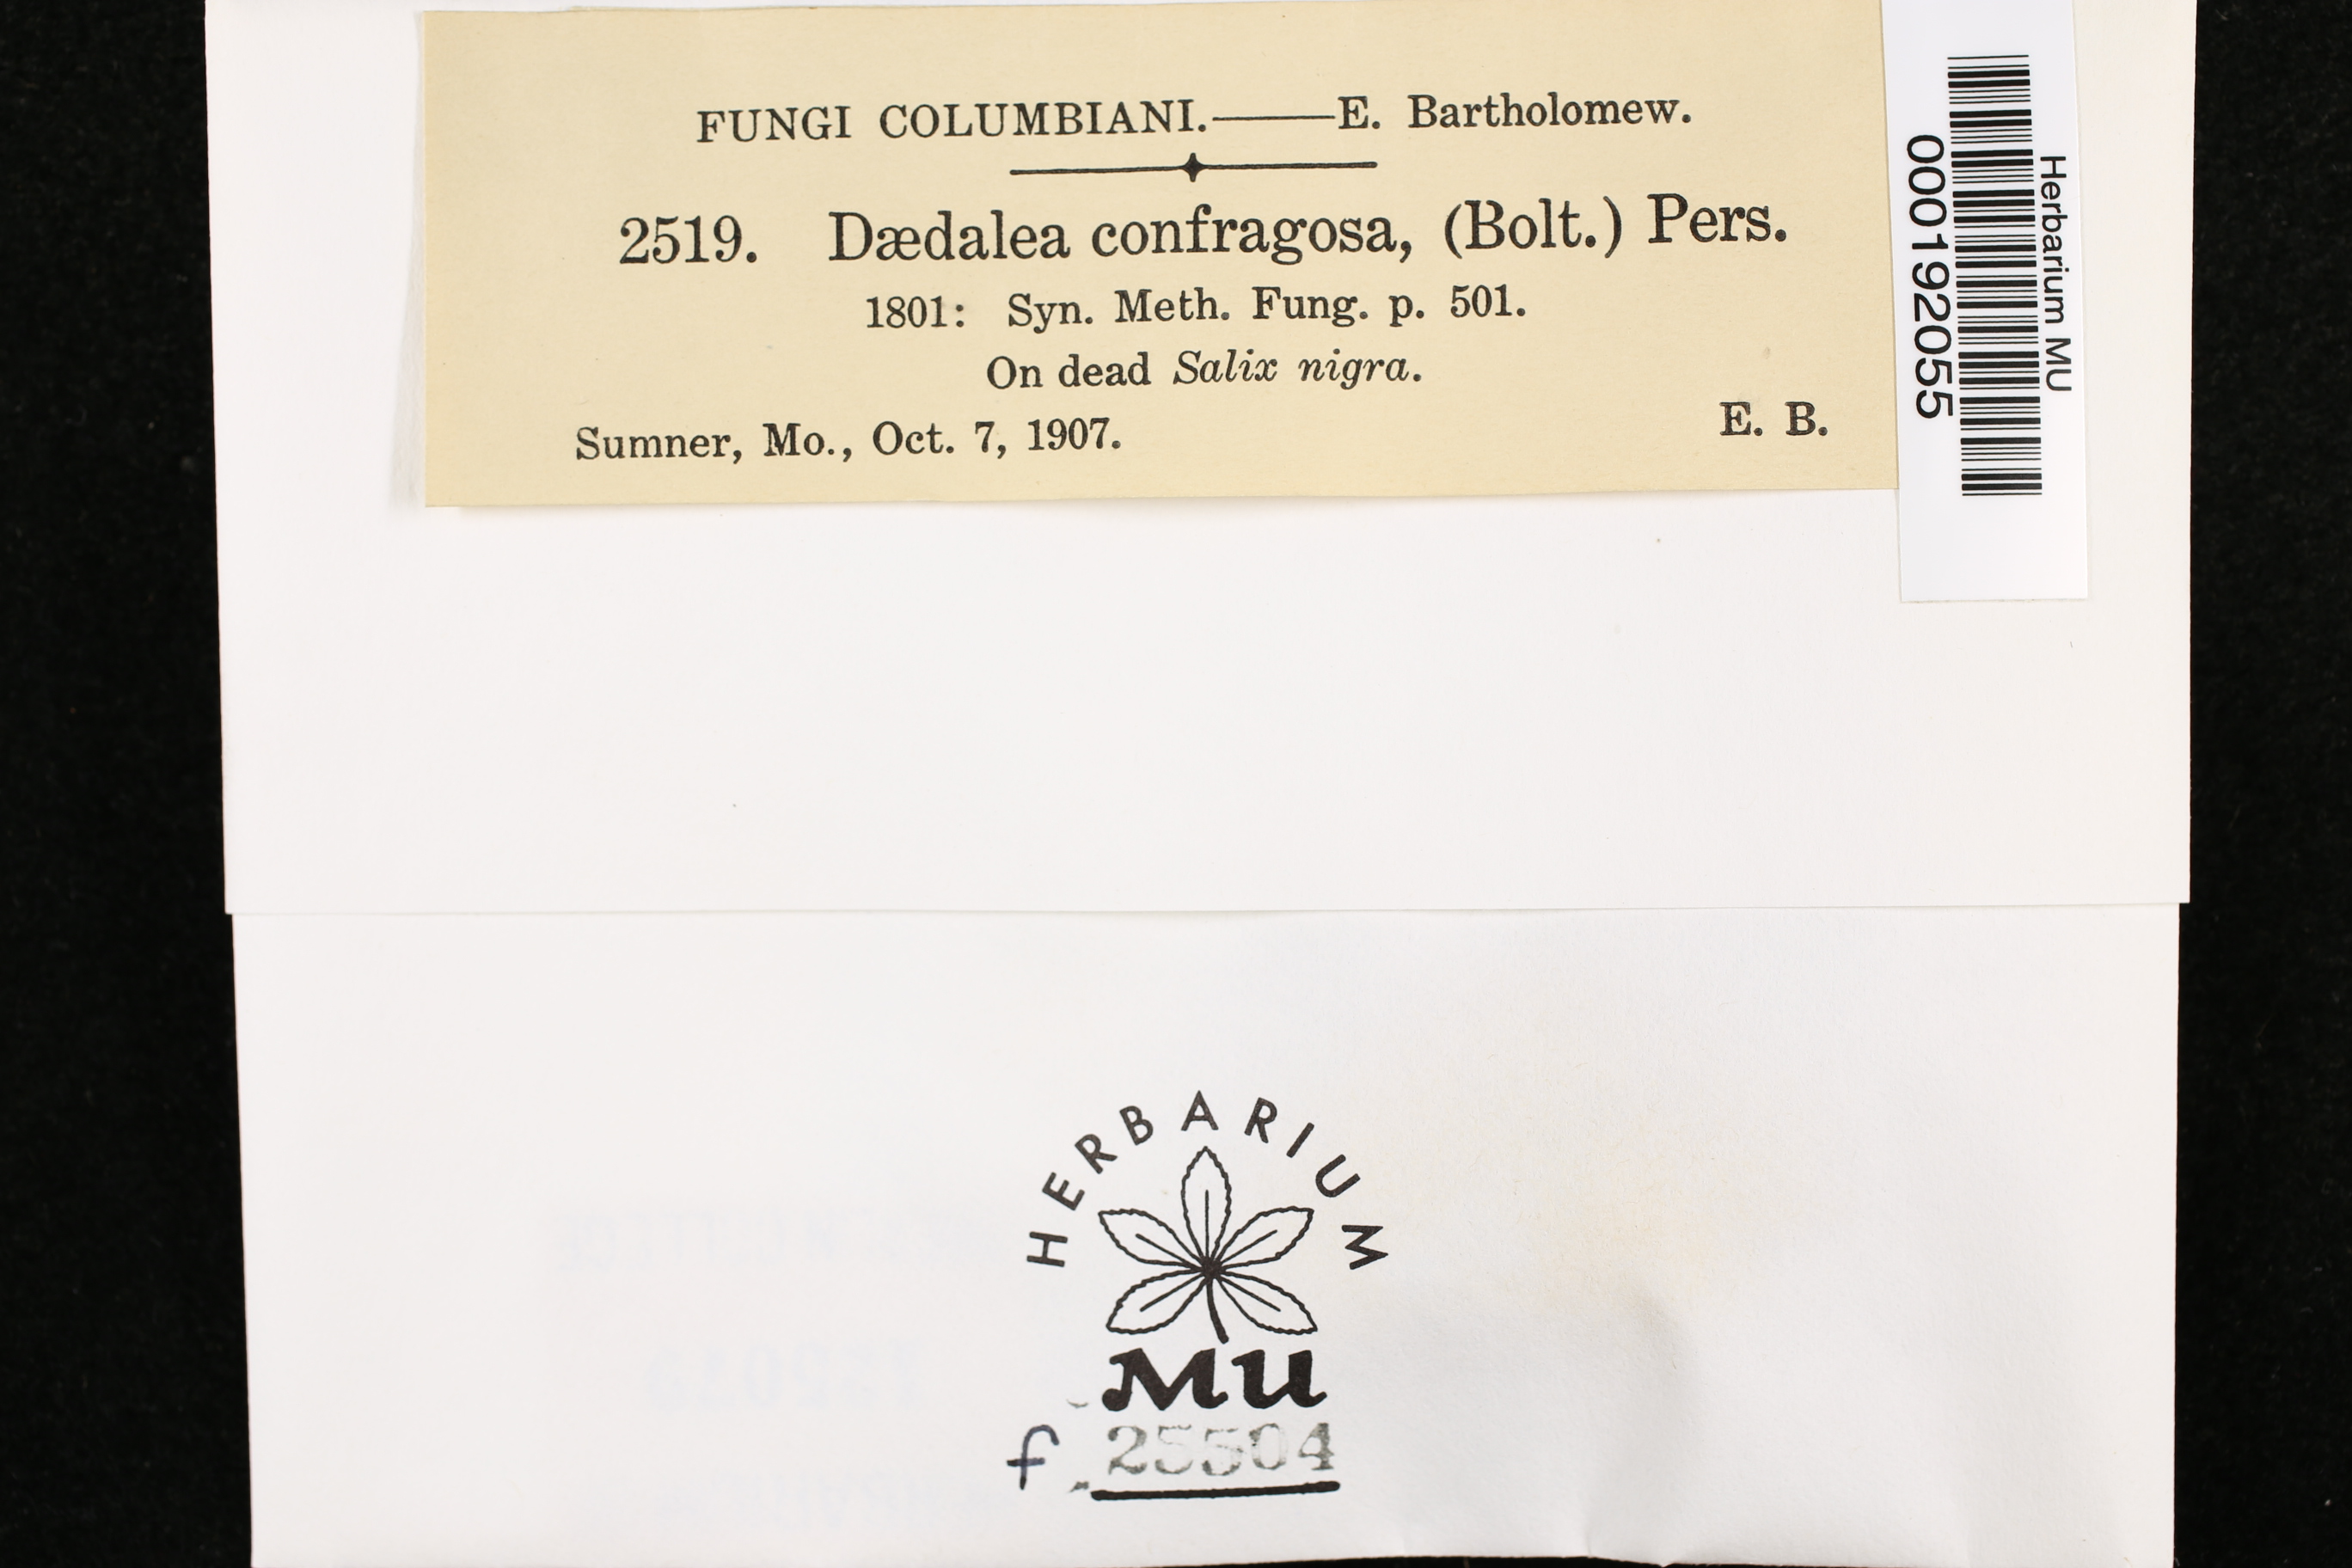 FUNGI COLUMBIANI.——E. Bartholomew.
2519. Dædalea confragosa, (Bolt.) Pers.
1801: Syn. Meth. Fung. p. 501.
On dead Salix nigra.
Sumner, Mo., Oct. 7, 1907.
E. B.
Herbarium MU
000192055
HERBARIUM
MU
f 25504